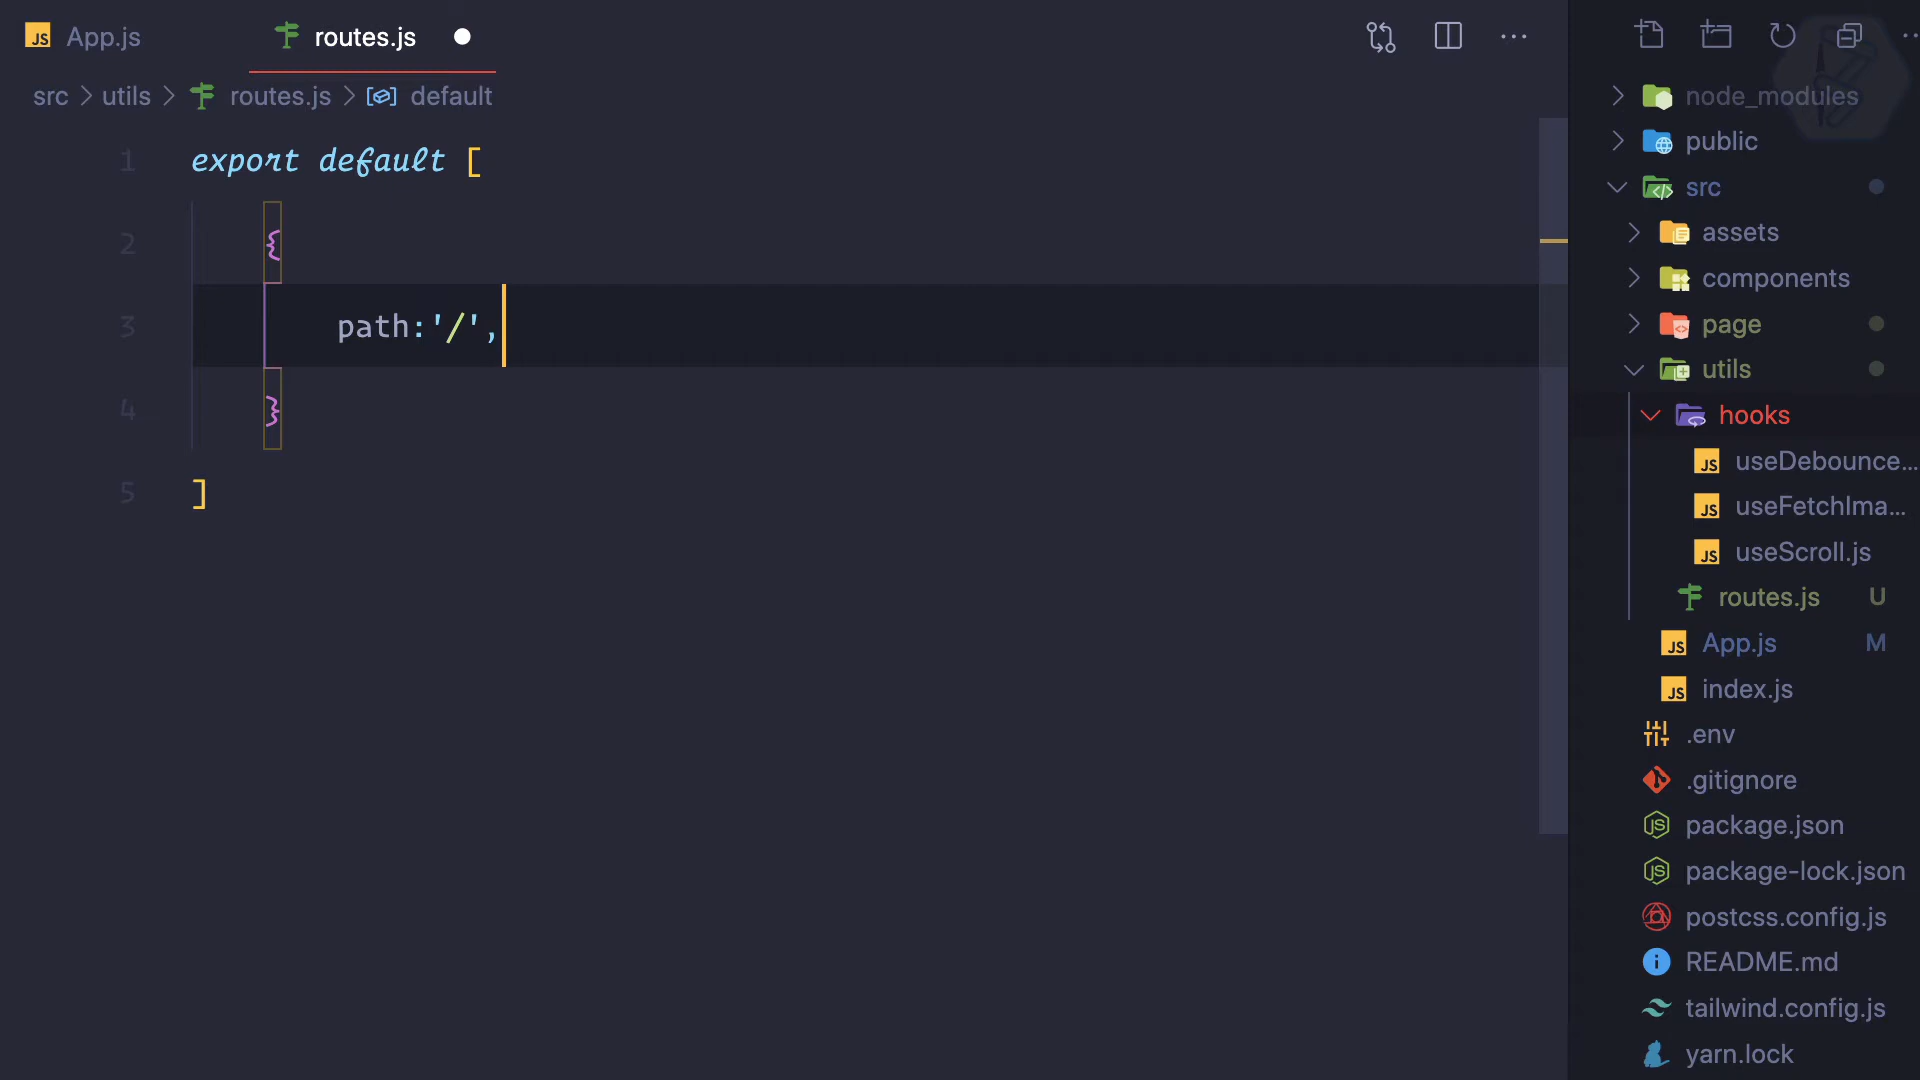 App.js
routes.js
src > utils > routes.js > default
1 export default [
2 {
3 path:'/',
4 }
5 ]
node_modules
public
src
assets
components
page
utils
hooks
useDebounce...
useFetchIma...
useScroll.js
routes.js U
App.js M
index.js
.env
.gitignore
package.json
package-lock.json
postcss.config.js
README.md
tailwind.config.js
yarn.lock